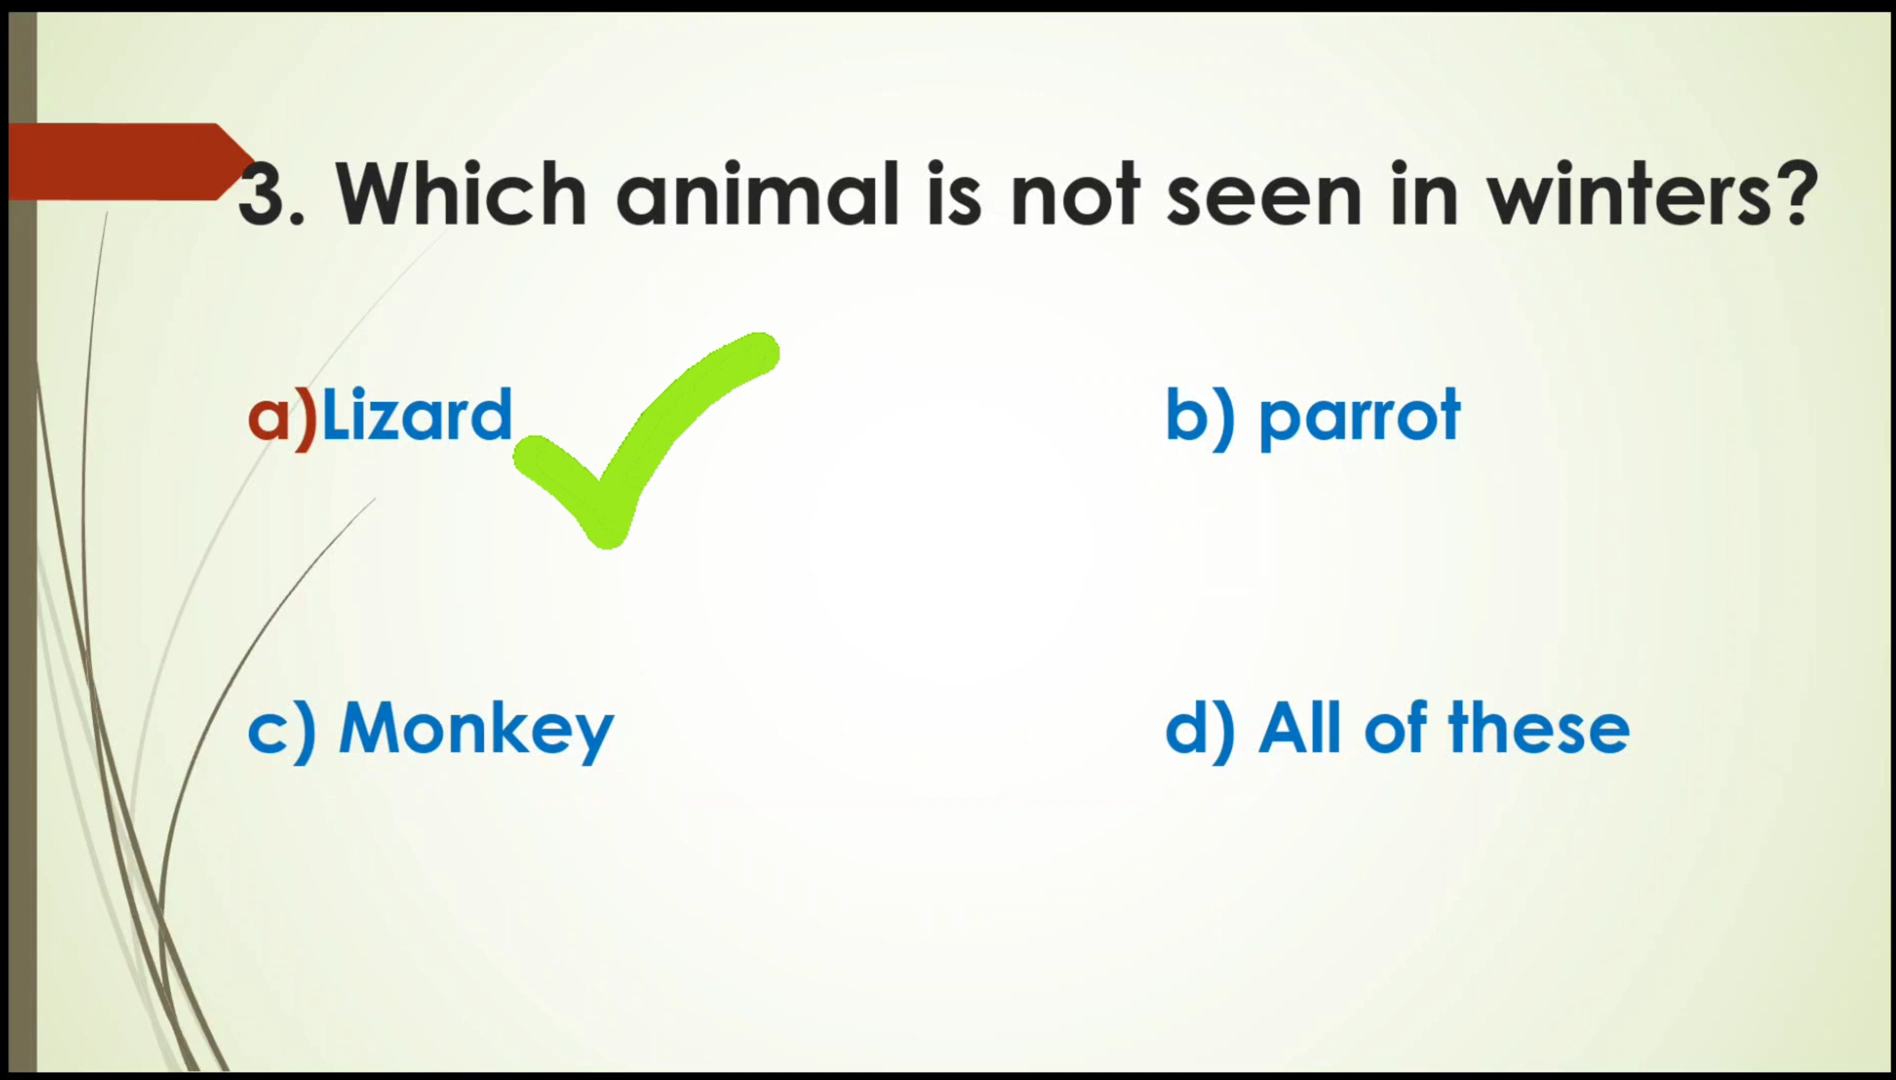 3. Which animal is not seen in winters?
a)Lizard
b) parrot
c) Monkey
d) All of these